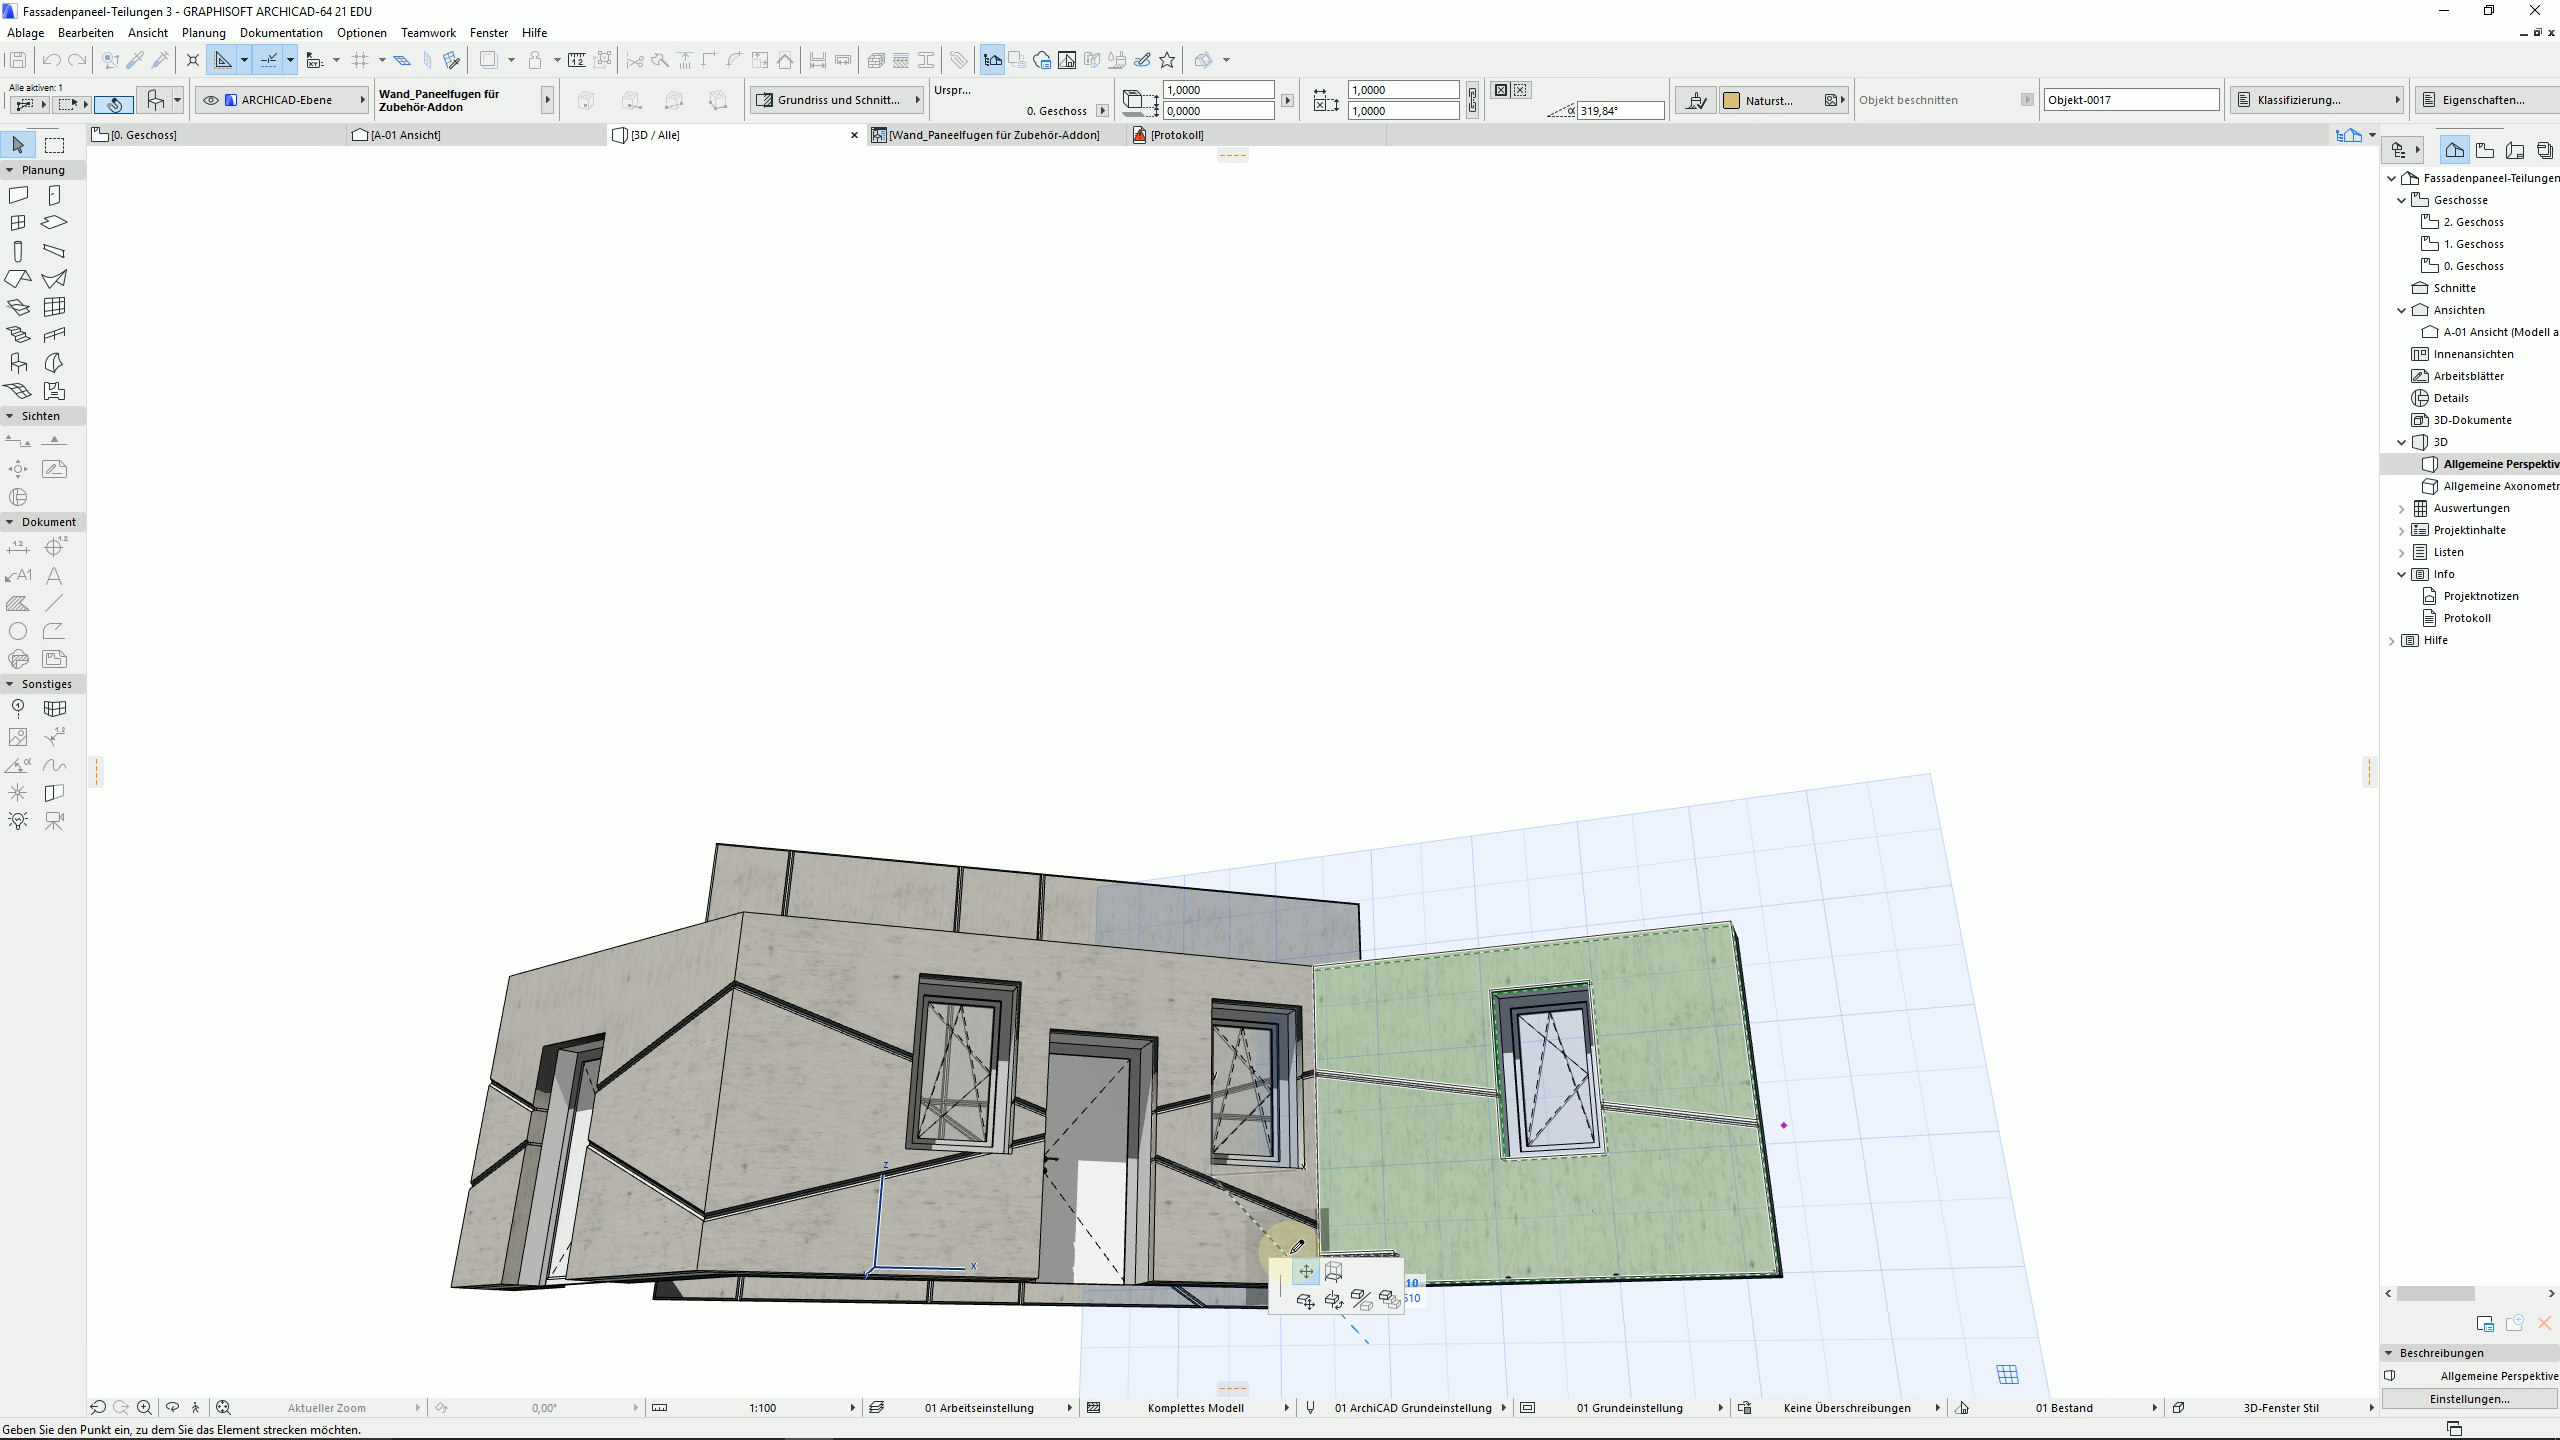 Fassadenpaneel-Teilungen 3 - GRAPHISOFT ARCHICAD-64 21 EDU
Ablage Bearbeiten Ansicht Planung Optionen Dokumentation Teamwork Fenster Hilfe
Alle aktiven: 1
ARCHICAD-Ebene
Wand_Paneelfugen für
Zubehör-Addon
Grundriss und Schnitt...
Urspr...
0. Geschoss
1,0000
0,0000
1,0000
1,0000
319,84°
Naturst...
Objekt beschnitten
Objekt-0017
Klassifizierung...
Eigenschaften...
[0. Geschoss]
[A-01 Ansicht]
[3D / Alle]
[Wand_Paneelfugen für Zubehör-Addon]
[Protokoll]
Planung
Sichten
Dokument
Sonstiges
Fassadenpaneel-Teilungen
Geschosse
2. Geschoss
1. Geschoss
0. Geschoss
Schnitte
Ansichten
A-01 Ansicht (Modell a
Innenansichten
Arbeitsblätter
Details
3D-Dokumente
3D
Allgemeine Perspektiv
Allgemeine Axonometr
Auswertungen
Projektinhalte
Listen
Info
Projektnotizen
Protokoll
Hilfe
z
x
10
510
Beschreibungen
Allgemeine Perspektive
Einstellungen...
Aktueller Zoom
0,00°
1:100
01 Arbeitseinstellung
Komplettes Modell
01 ArchiCAD Grundeinstellung
01 Grundeinstellung
Keine Überschreibungen
01 Bestand
3D-Fenster Stil
Geben Sie den Punkt ein, zu dem Sie das Element strecken möchten.